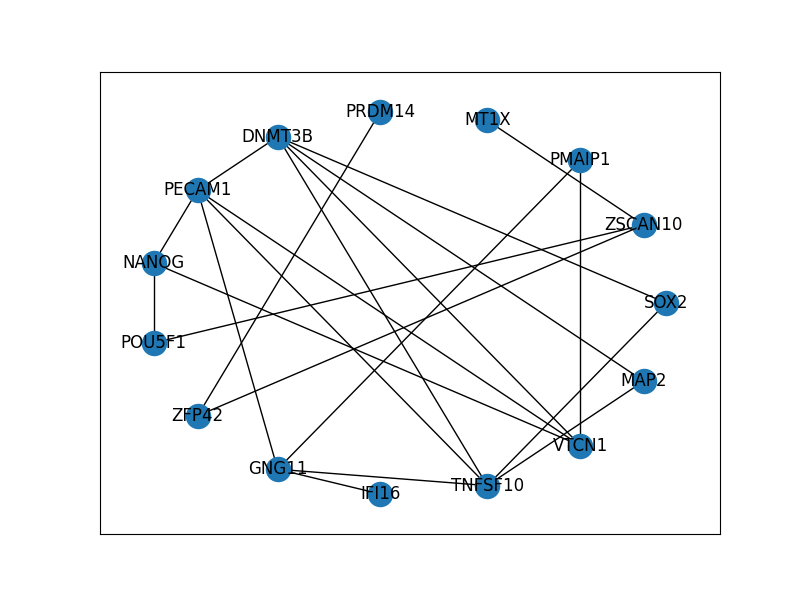 PRDM14
MT1X
DNMT3B
PMAIP1
PECAM1
ZSCAN10
NANOG
SOX2
POU5F1
MAP2
ZFP42
VTCN1
GNG11
TNFSF10
IFI16